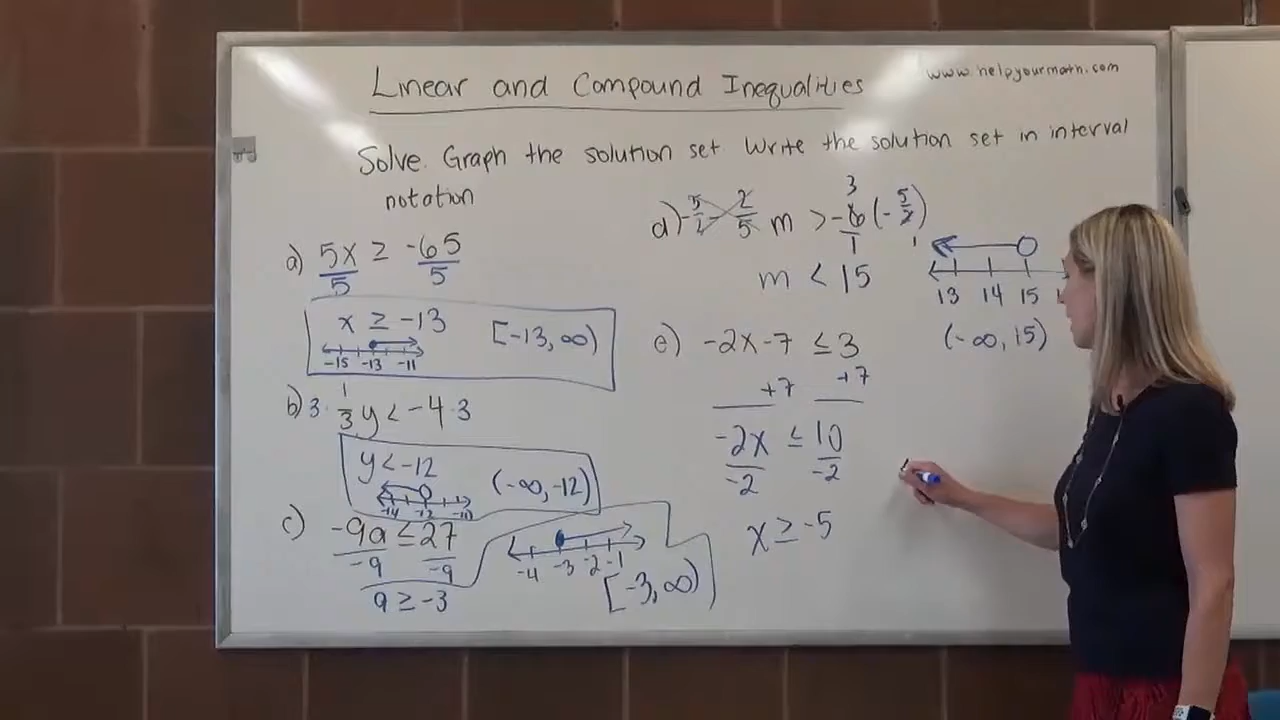 Linear and Compound Inequalities
www.helpyourmath.com
Solve. Graph the solution set Write the solution set in interval
notation
a) 5x/5 ≥ -65/5
x ≥ -13 [-13, ∞)
-15 -13 -11
b) 3 · 1/3 y < -4 · 3
y < -12 (-∞, -12)
-14 -12 -10
c) -9a/-9 ≤ 27/-9
a ≥ -3
-4 -3 -2 -1
[-3, ∞)
d) -5/2 · -2/5 m > -6/1 (-5/2)
3 1
m < 15
13 14 15
(-∞, 15)
e) -2x - 7 ≤ 3
+7 +7
-2x/-2 ≤ 10/-2
x ≥ -5